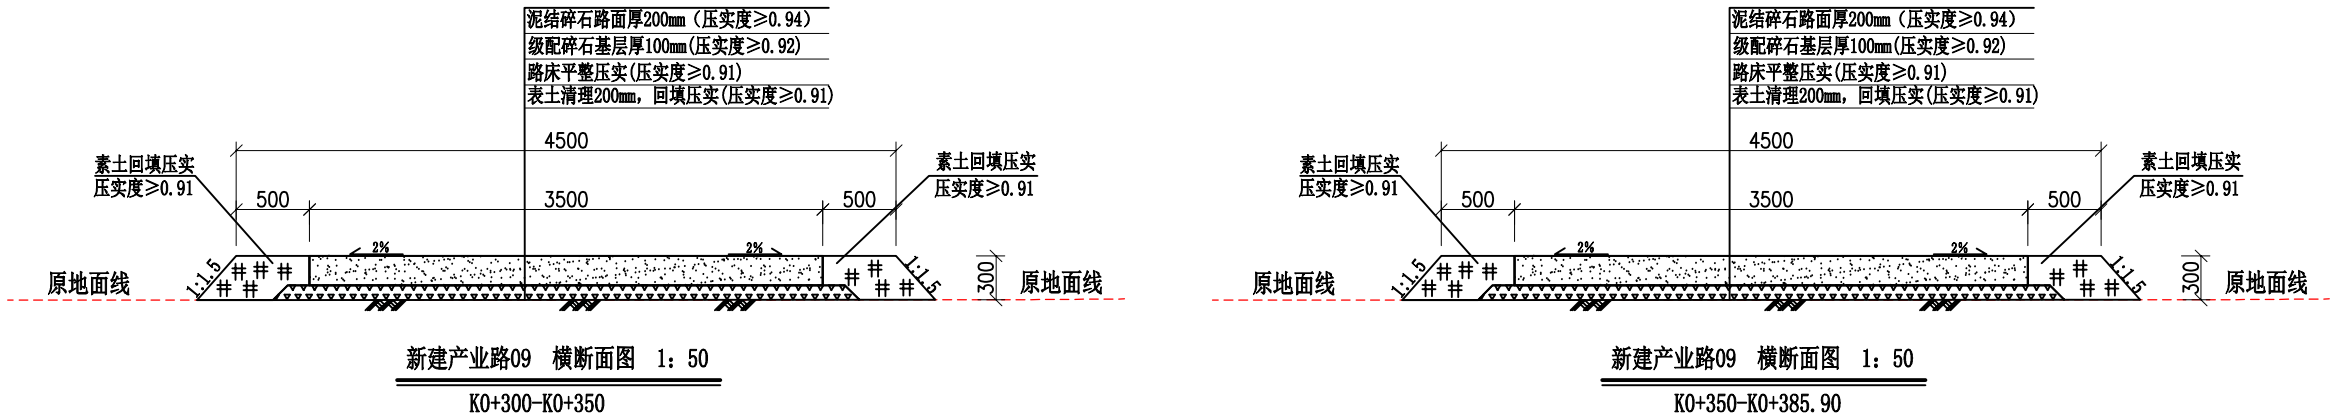 泥结碎石路面厚200mm（压实度≥0.94）
级配碎石基层厚100mm(压实度≥0.92)
路床平整压实(压实度≥0.91)
表土清理200mm，回填压实(压实度≥0.91)
4500
素土回填压实
压实度≥0.91
素土回填压实
压实度≥0.91
500
3500
500
2%
2%
1:1.5
1:1.5
300
原地面线
原地面线
新建产业路09 横断面图 1：50
K0+300-K0+350
泥结碎石路面厚200mm（压实度≥0.94）
级配碎石基层厚100mm(压实度≥0.92)
路床平整压实(压实度≥0.91)
表土清理200mm，回填压实(压实度≥0.91)
4500
素土回填压实
压实度≥0.91
素土回填压实
压实度≥0.91
500
3500
500
2%
2%
1:1.5
1:1.5
300
原地面线
原地面线
新建产业路09 横断面图 1：50
K0+350-K0+385.90